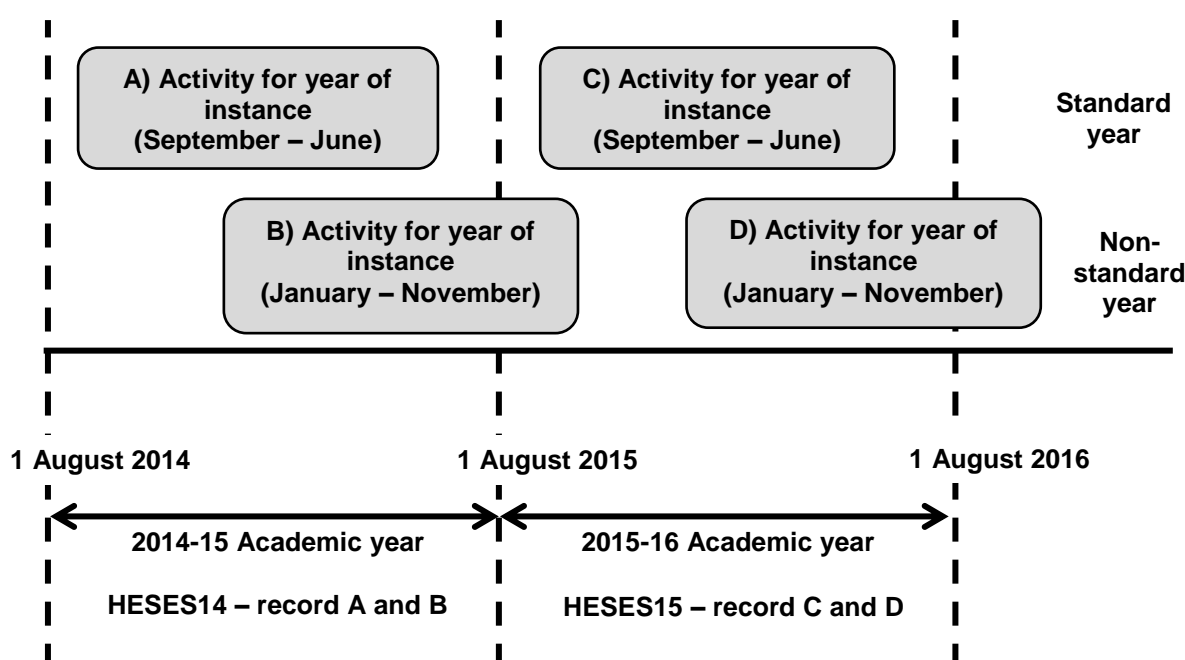 A) Activity for year of
instance
(September – June)
C) Activity for year of
instance
(September – June)
Standard
year
B) Activity for year of
instance
(January – November)
D) Activity for year of
instance
(January – November)
Non-
standard
year
1 August 2014
1 August 2015
1 August 2016
2014-15 Academic year
2015-16 Academic year
HESES14 – record A and B
HESES15 – record C and D